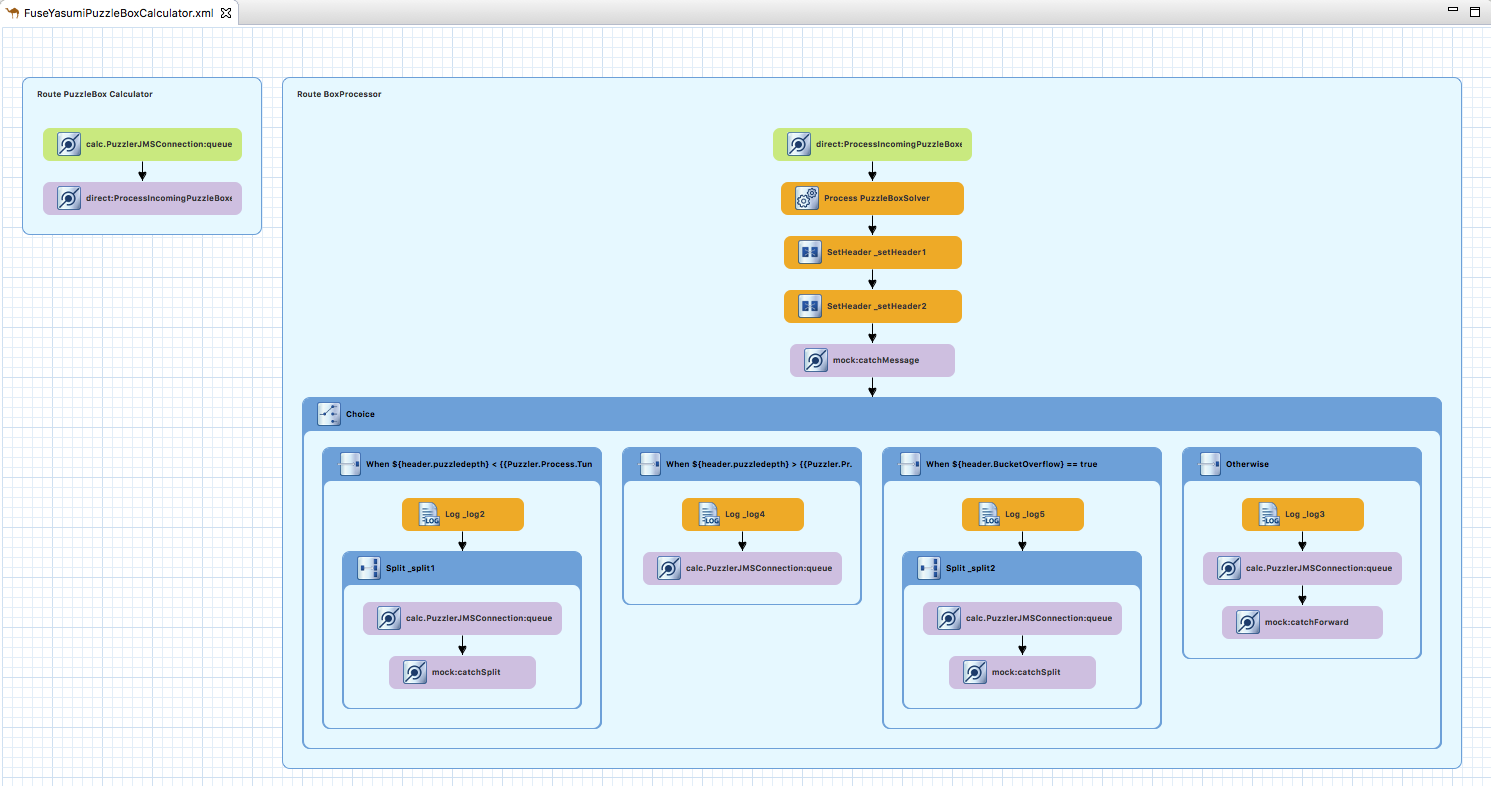 FuseYasumiPuzzleBoxCalculator.xml
Route PuzzleBox Calculator
calc.PuzzlerJMSConnection:queue
direct:ProcessIncomingPuzzleBoxe
Route BoxProcessor
direct:ProcessIncomingPuzzleBoxe
Process PuzzleBoxSolver
SetHeader _setHeader1
SetHeader _setHeader2
mock:catchMessage
Choice
When ${header.puzzledepth} < {{Puzzler.Process.Tun
Log _log2
LOG
Split _split1
calc.PuzzlerJMSConnection:queue
mock:catchSplit
When ${header.puzzledepth} > {{Puzzler.Pr.
Log _log4
LOG
calc.PuzzlerJMSConnection:queue
When ${header.BucketOverflow} == true
Log _log5
LOG
Split _split2
calc.PuzzlerJMSConnection:queue
mock:catchSplit
Otherwise
Log _log3
LOG
calc.PuzzlerJMSConnection:queue
mock:catchForward